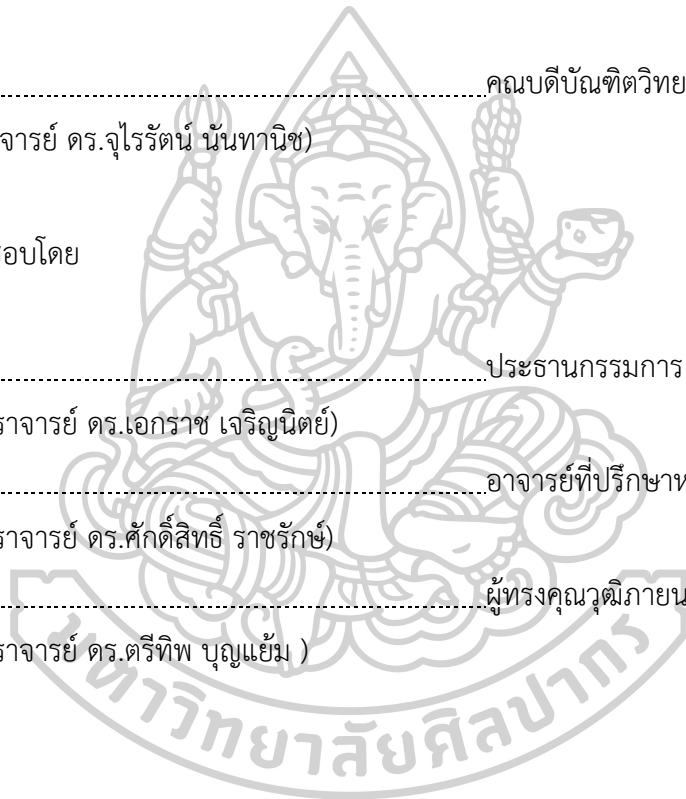 คณบดีบัณฑิตวิทย
จารย์ ดร.จุไรรัตน์ นันทานิช)
สอบโดย
ประธานกรรมการ
ราจารย์ ดร.เอกราช เจริญนิตย์)
อาจารย์ที่ปรึกษาห
ราจารย์ ดร.ศักดิ์สิทธิ์ ราชรักษ์)
ผู้ทรงคุณวุฒิภายน
ราจารย์ ดร.ตรีทิพ บุญแย้ม )
มหาวิทยาลัยศิลปากร